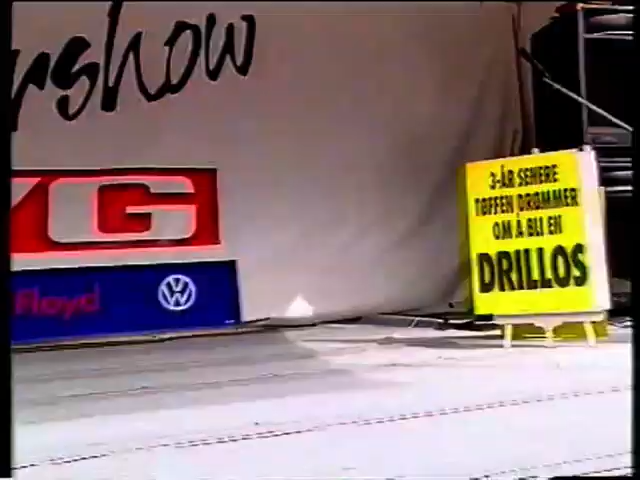 rshow
VG
Floyd
VW
3-ÅR SENERE
TØFFEN DRØMMER
OM Å BLI EN
DRILLOS